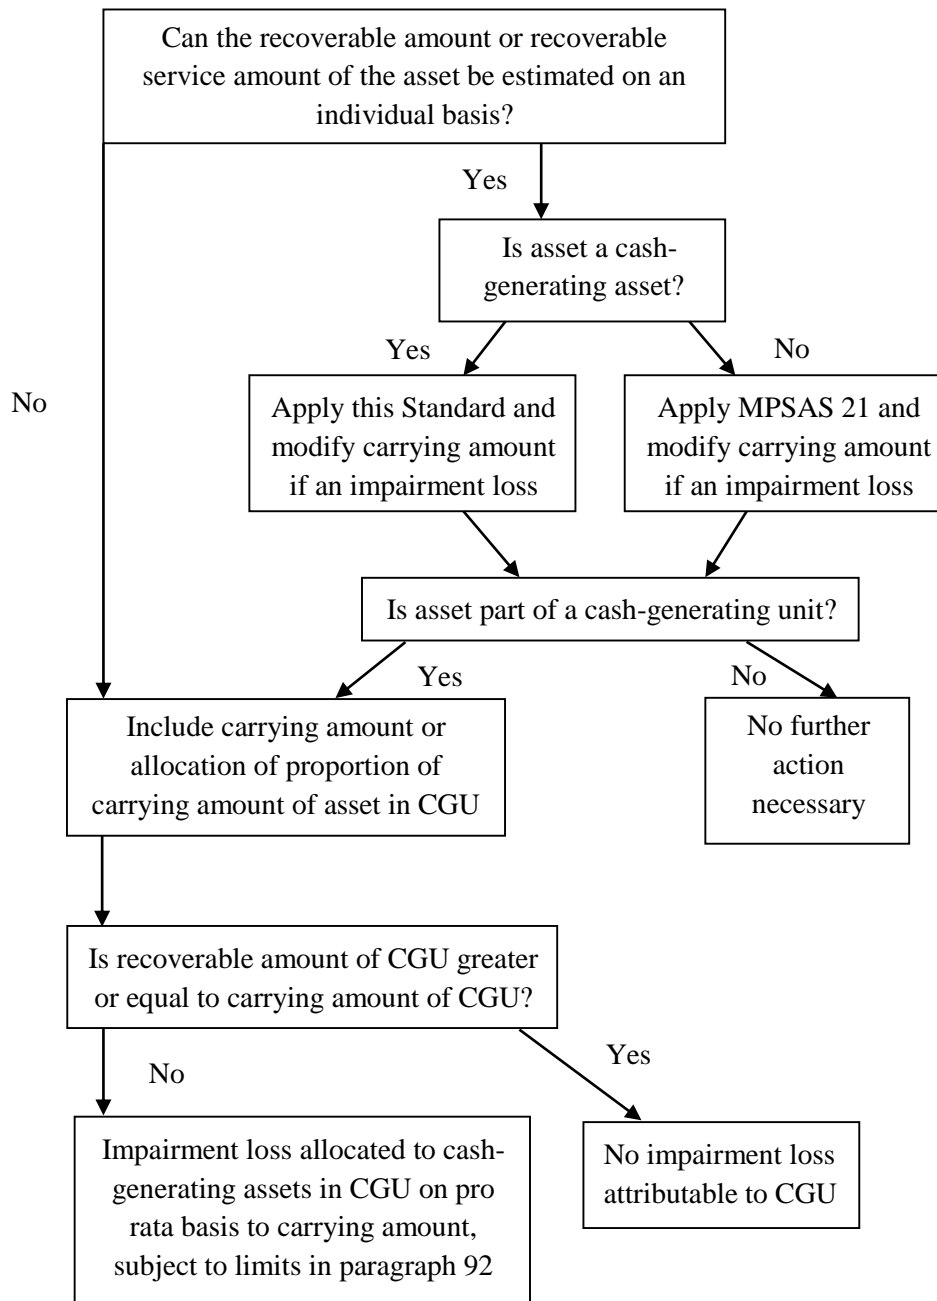 Can the recoverable amount or recoverable
service amount of the asset be estimated on an
individual basis?
Yes
Is asset a cash-
generating asset?
Yes
No
No
Apply this Standard and
modify carrying amount
if an impairment loss
Apply MPSAS 21 and
modify carrying amount
if an impairment loss
Is asset part of a cash-generating unit?
Yes
No
Include carrying amount or
allocation of proportion of
carrying amount of asset in CGU
No further
action
necessary
Is recoverable amount of CGU greater
or equal to carrying amount of CGU?
No
Yes
Impairment loss allocated to cash-
generating assets in CGU on pro
rata basis to carrying amount,
subject to limits in paragraph 92
No impairment loss
attributable to CGU